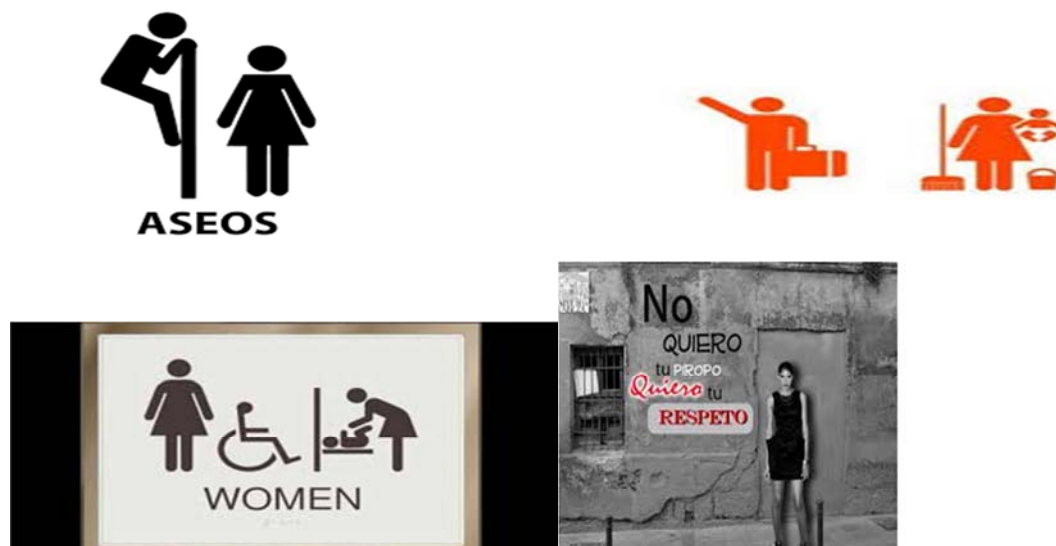 ASEOS
No
QUIERO
tu PIROPO
Quiero tu
RESPETO
WOMEN